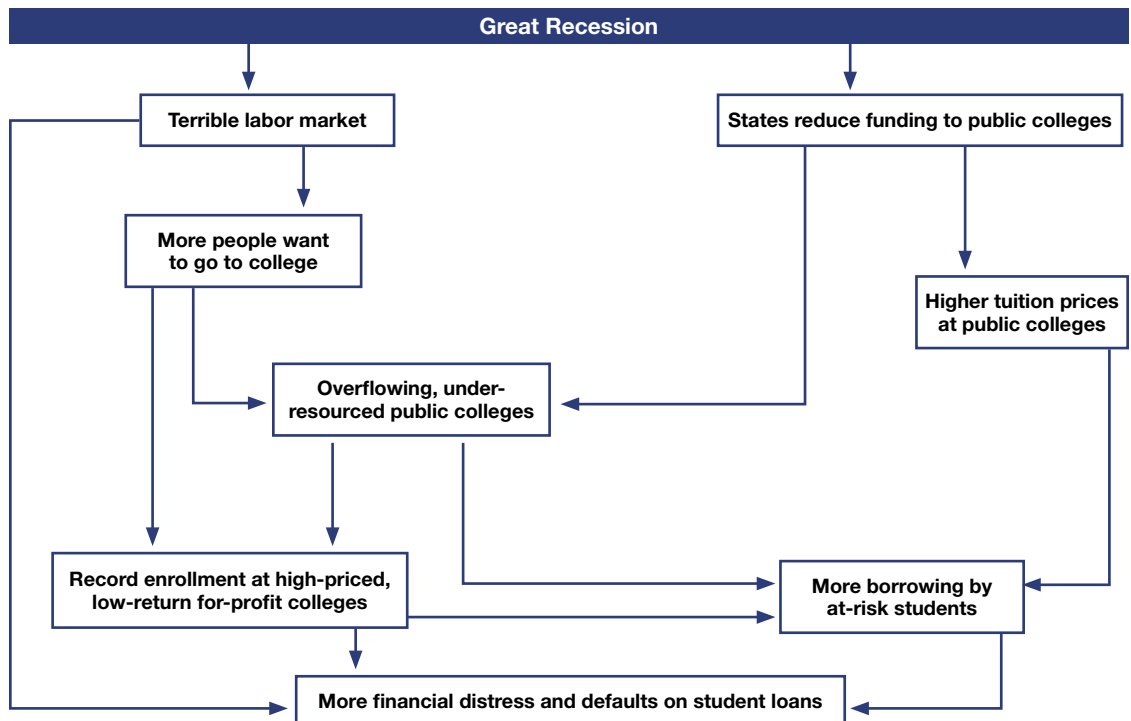 Great Recession
Terrible labor market
States reduce funding to public colleges
More people want
to go to college
Higher tuition prices
at public colleges
Overflowing, under-
resourced public colleges
Record enrollment at high-priced,
low-return for-profit colleges
More borrowing by
at-risk students
More financial distress and defaults on student loans